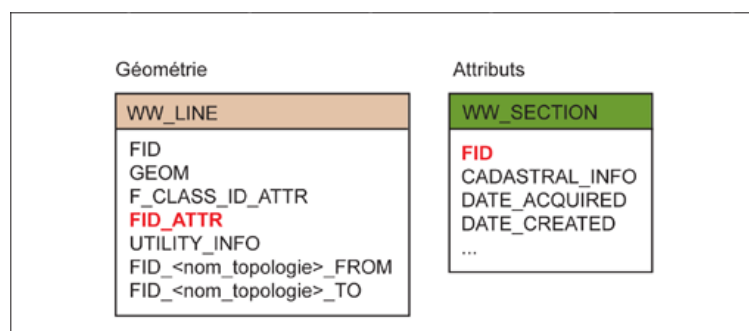 Géométrie
WW_LINE
FID
GEOM
F_CLASS_ID_ATTR
FID_ATTR
UTILITY_INFO
FID_<nom_topologie>_FROM
FID_<nom_topologie>_TO
Attributs
WW_SECTION
FID
CADASTRAL_INFO
DATE_ACQUIRED
DATE_CREATED
...